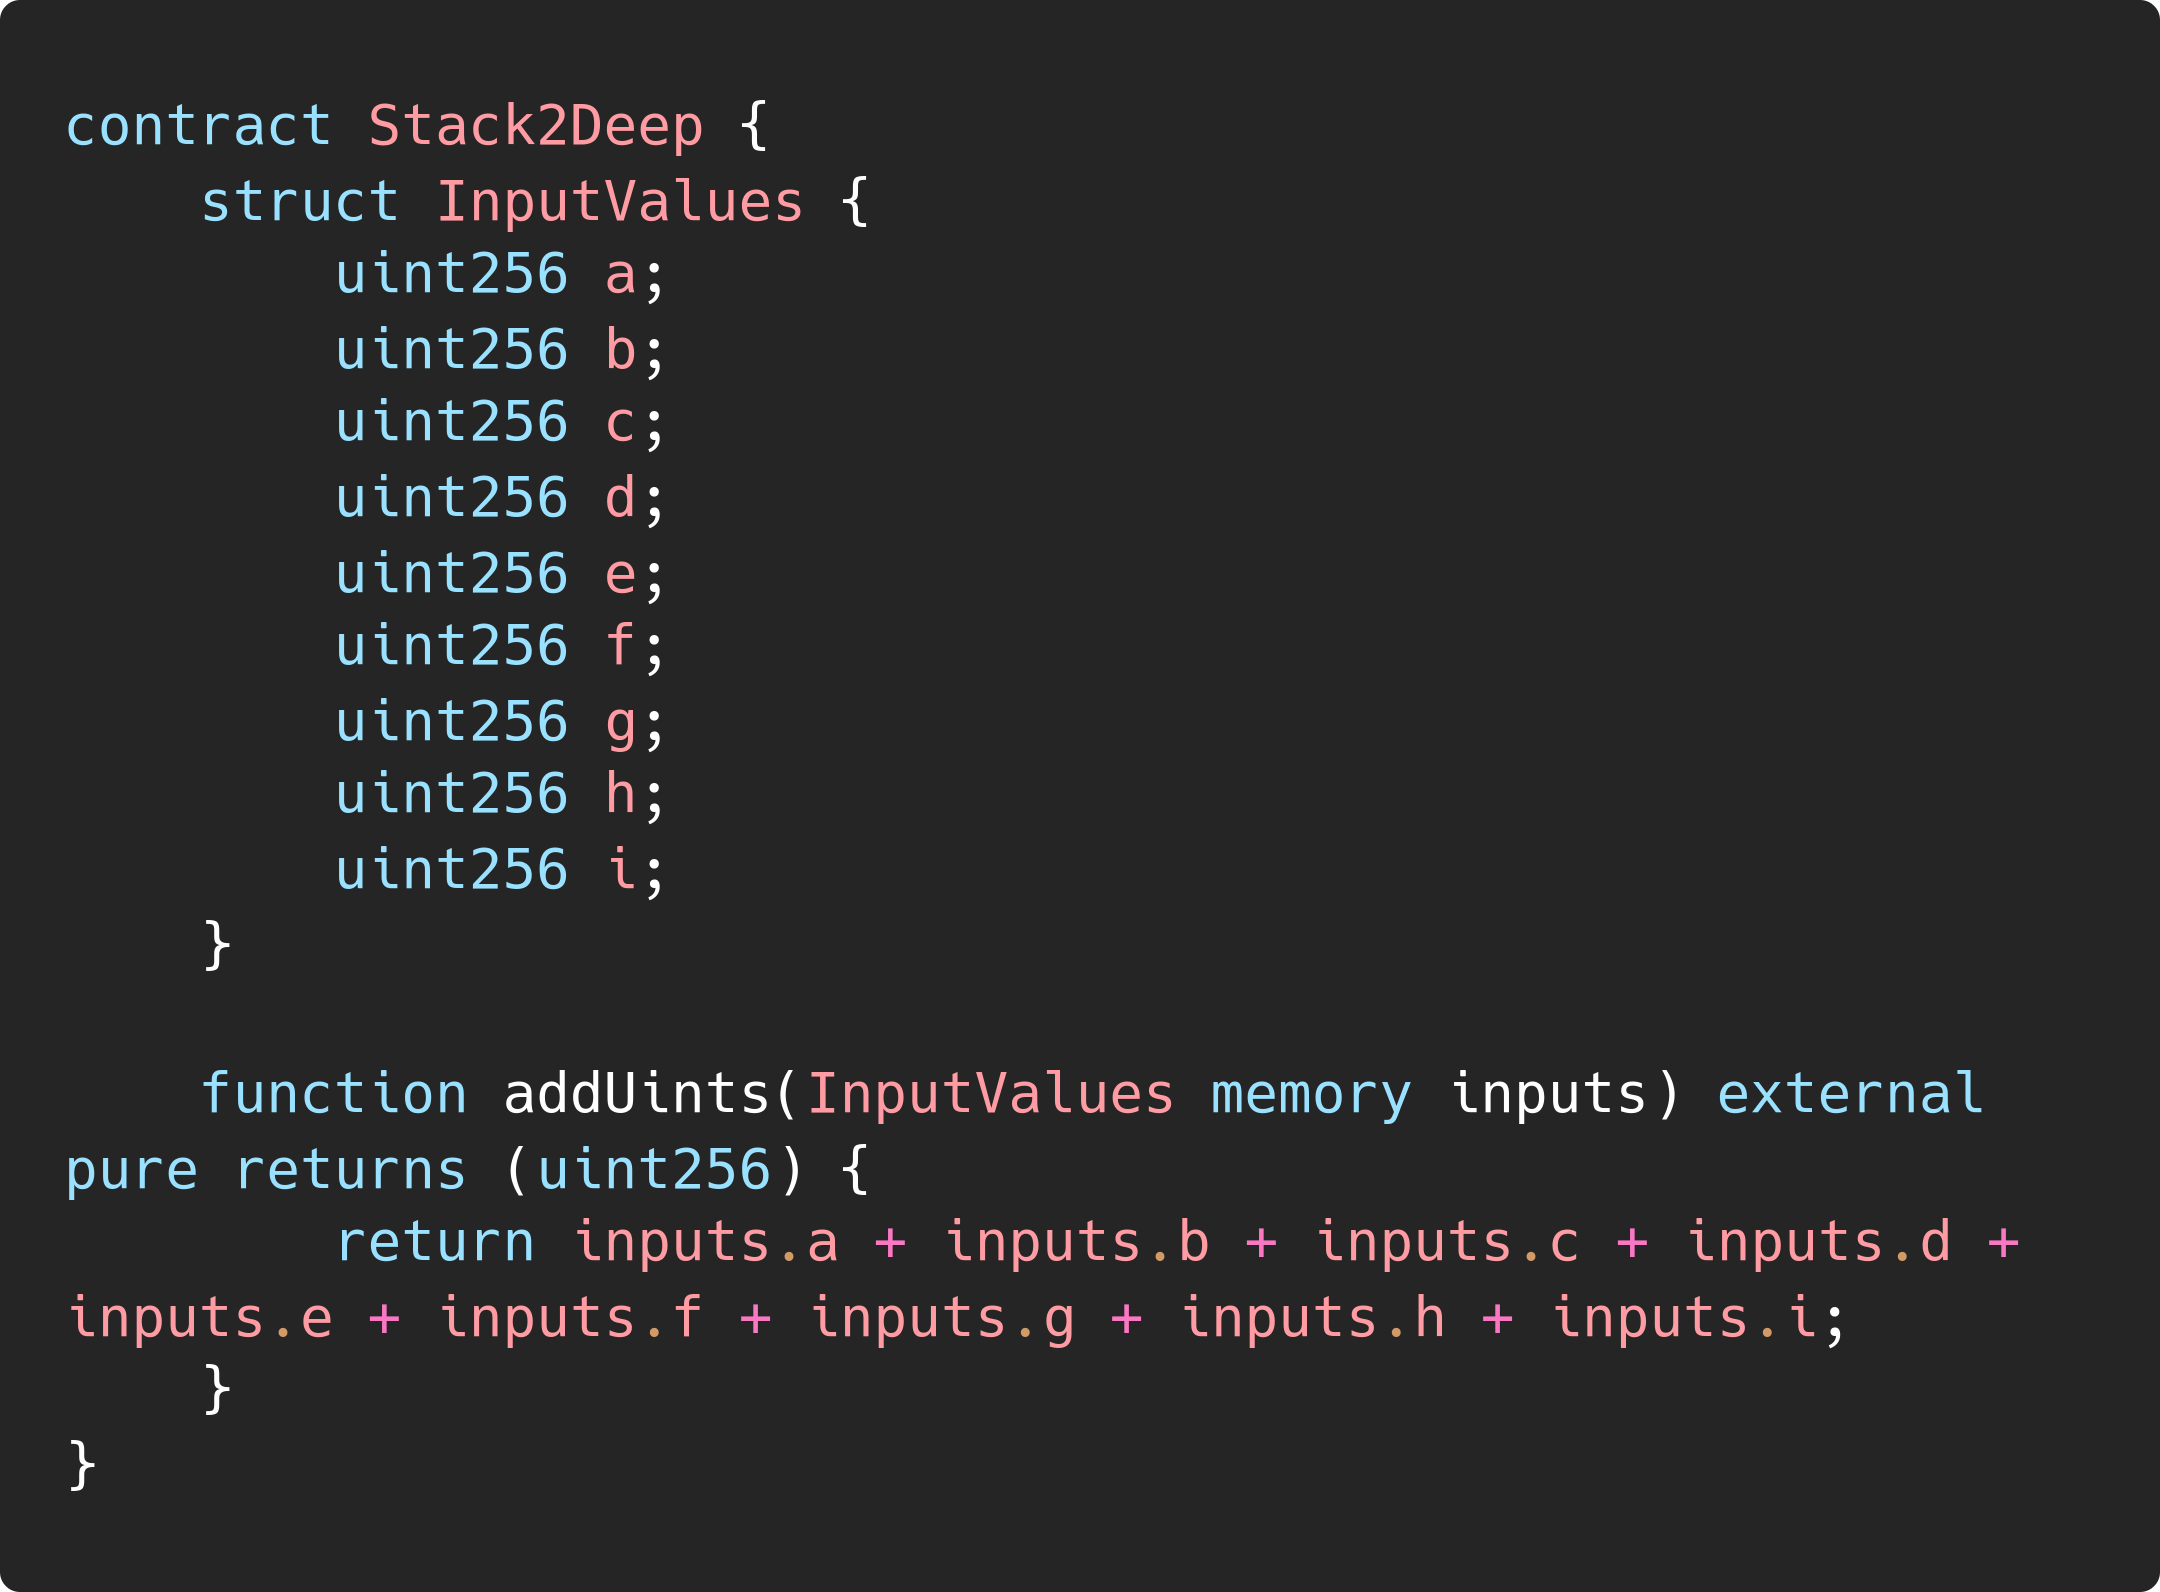 contract Stack2Deep {
    struct InputValues {
        uint256 a;
        uint256 b;
        uint256 c;
        uint256 d;
        uint256 e;
        uint256 f;
        uint256 g;
        uint256 h;
        uint256 i;
    }

    function addUints(InputValues memory inputs) external
pure returns (uint256) {
        return inputs.a + inputs.b + inputs.c + inputs.d +
inputs.e + inputs.f + inputs.g + inputs.h + inputs.i;
    }
}